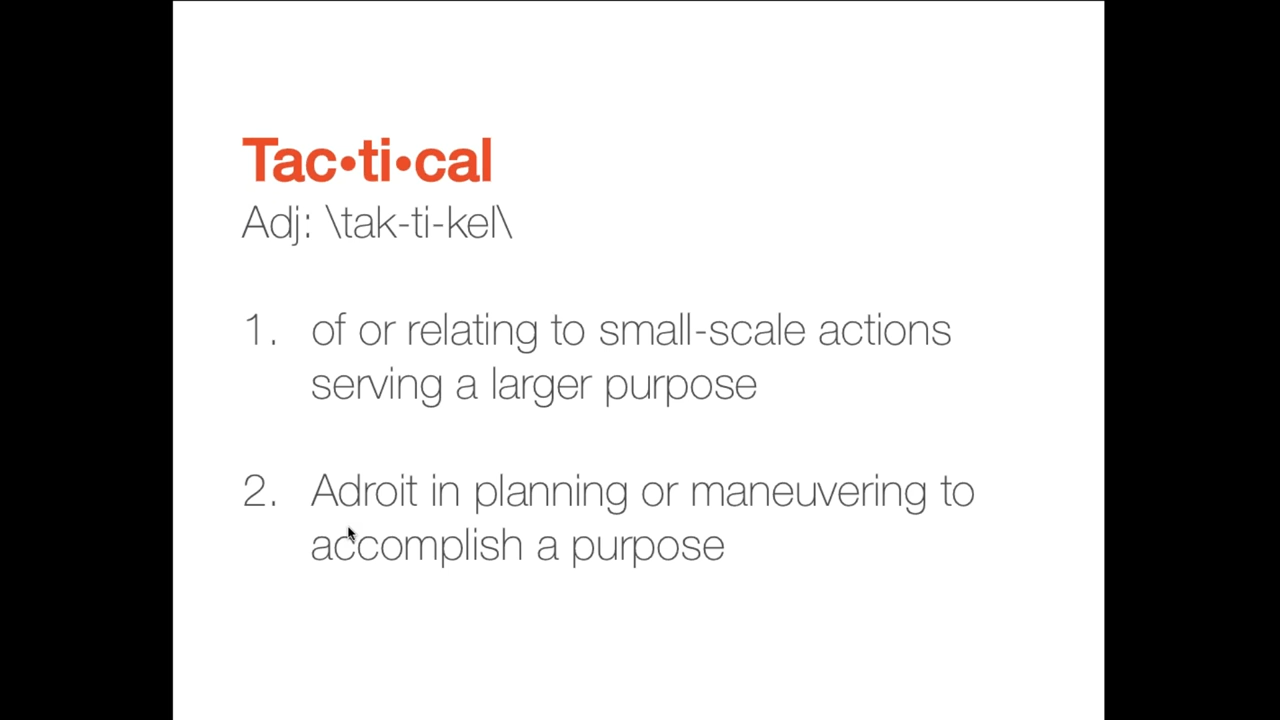 Tac•ti•cal
Adj: \tak-ti-kel\
1. of or relating to small-scale actions
serving a larger purpose
2. Adroit in planning or maneuvering to
accomplish a purpose